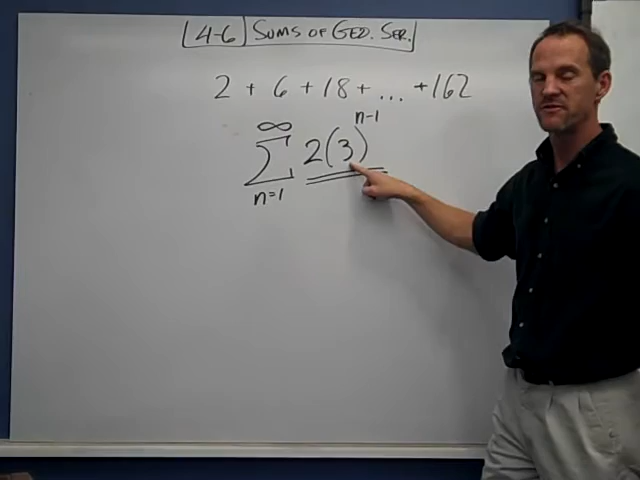 4-6 SUMS OF GEO. SER.
2 + 6 + 18 + ... + 162
∞
∑ 2(3)^{n-1}
n=1